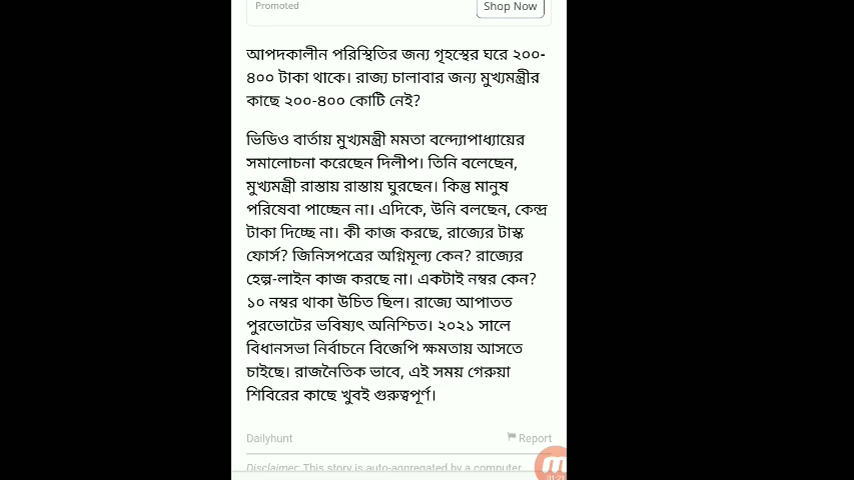 Promoted
Shop Now
আপদকালীন পরিস্থিতির জন্য গৃহস্থের ঘরে ২০০-
৪০০ টাকা থাকে। রাজ্য চালাবার জন্য মুখ্যমন্ত্রীর
কাছে ২০০-৪০০ কোটি নেই?
ভিডিও বার্তায় মুখ্যমন্ত্রী মমতা বন্দ্যোপাধ্যায়ের
সমালোচনা করেছেন দিলীপ। তিনি বলেছেন,
মুখ্যমন্ত্রী রাস্তায় রাস্তায় ঘুরছেন। কিন্তু মানুষ
পরিষেবা পাচ্ছেন না। এদিকে, উনি বলছেন, কেন্দ্র
টাকা দিচ্ছে না। কী কাজ করছে, রাজ্যের টাস্ক
ফোর্স? জিনিসপত্রের অগ্নিমূল্য কেন? রাজ্যের
হেল্প-লাইন কাজ করছে না। একটাই নম্বর কেন?
১০ নম্বর থাকা উচিত ছিল। রাজ্যে আপাতত
পুরভোটের ভবিষ্যৎ অনিশ্চিত। ২০২১ সালে
বিধানসভা নির্বাচনে বিজেপি ক্ষমতায় আসতে
চাইছে। রাজনৈতিক ভাবে, এই সময় গেরুয়া
শিবিরের কাছে খুবই গুরুত্বপূর্ণ।
Dailyhunt
Report
Disclaimer: This story is auto-aggregated by a computer